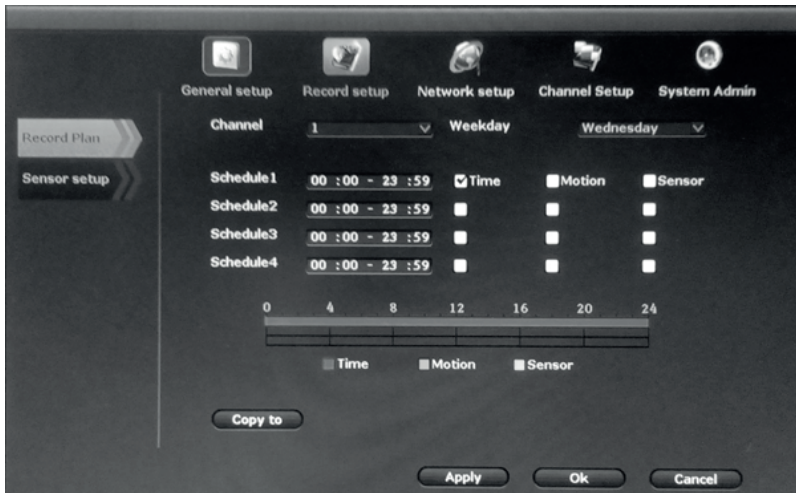 General setup Record setup Network setup Channel Setup System Admin
Record Plan
Sensor setup
Channel 1 Weekday Wednesday
Schedule1 00 :00 - 23 :59 Time Motion Sensor
Schedule2 00 :00 - 23 :59
Schedule3 00 :00 - 23 :59
Schedule4 00 :00 - 23 :59
0 4 8 12 16 20 24
Time Motion Sensor
Copy to
Apply Ok Cancel